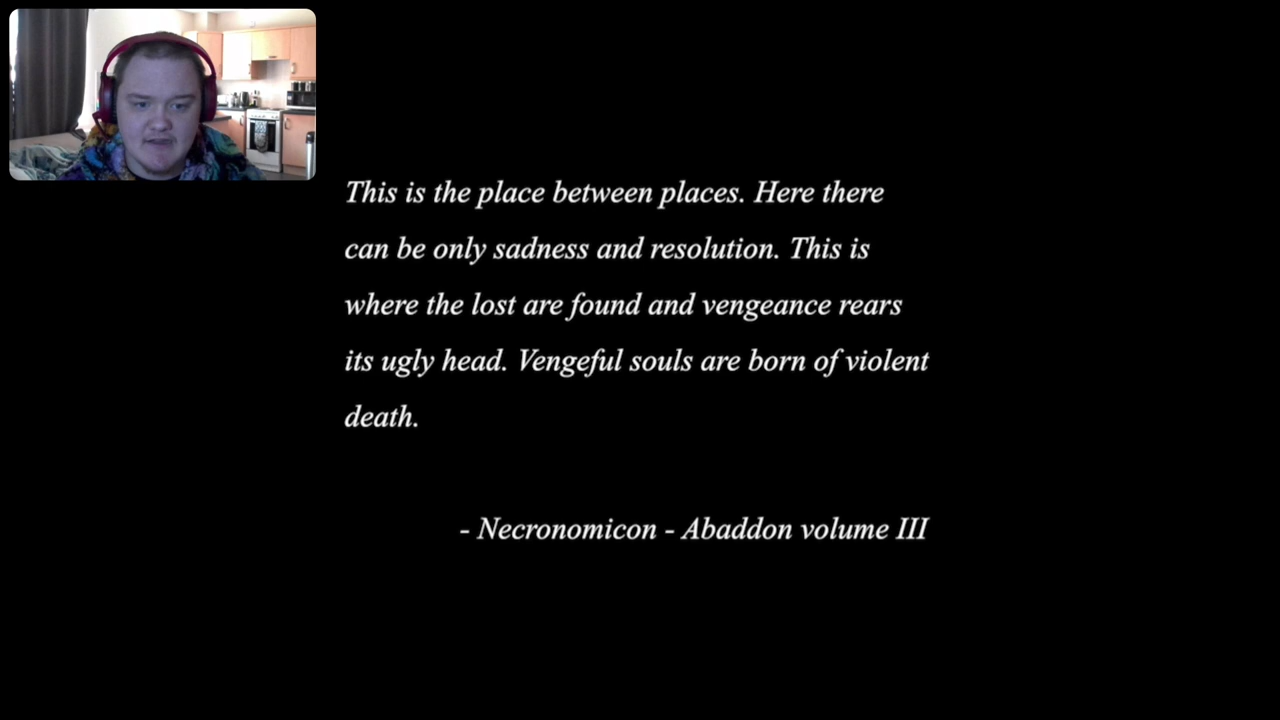 This is the place between places. Here there
can be only sadness and resolution. This is
where the lost are found and vengeance rears
its ugly head. Vengeful souls are born of violent
death.
- Necronomicon - Abaddon volume III